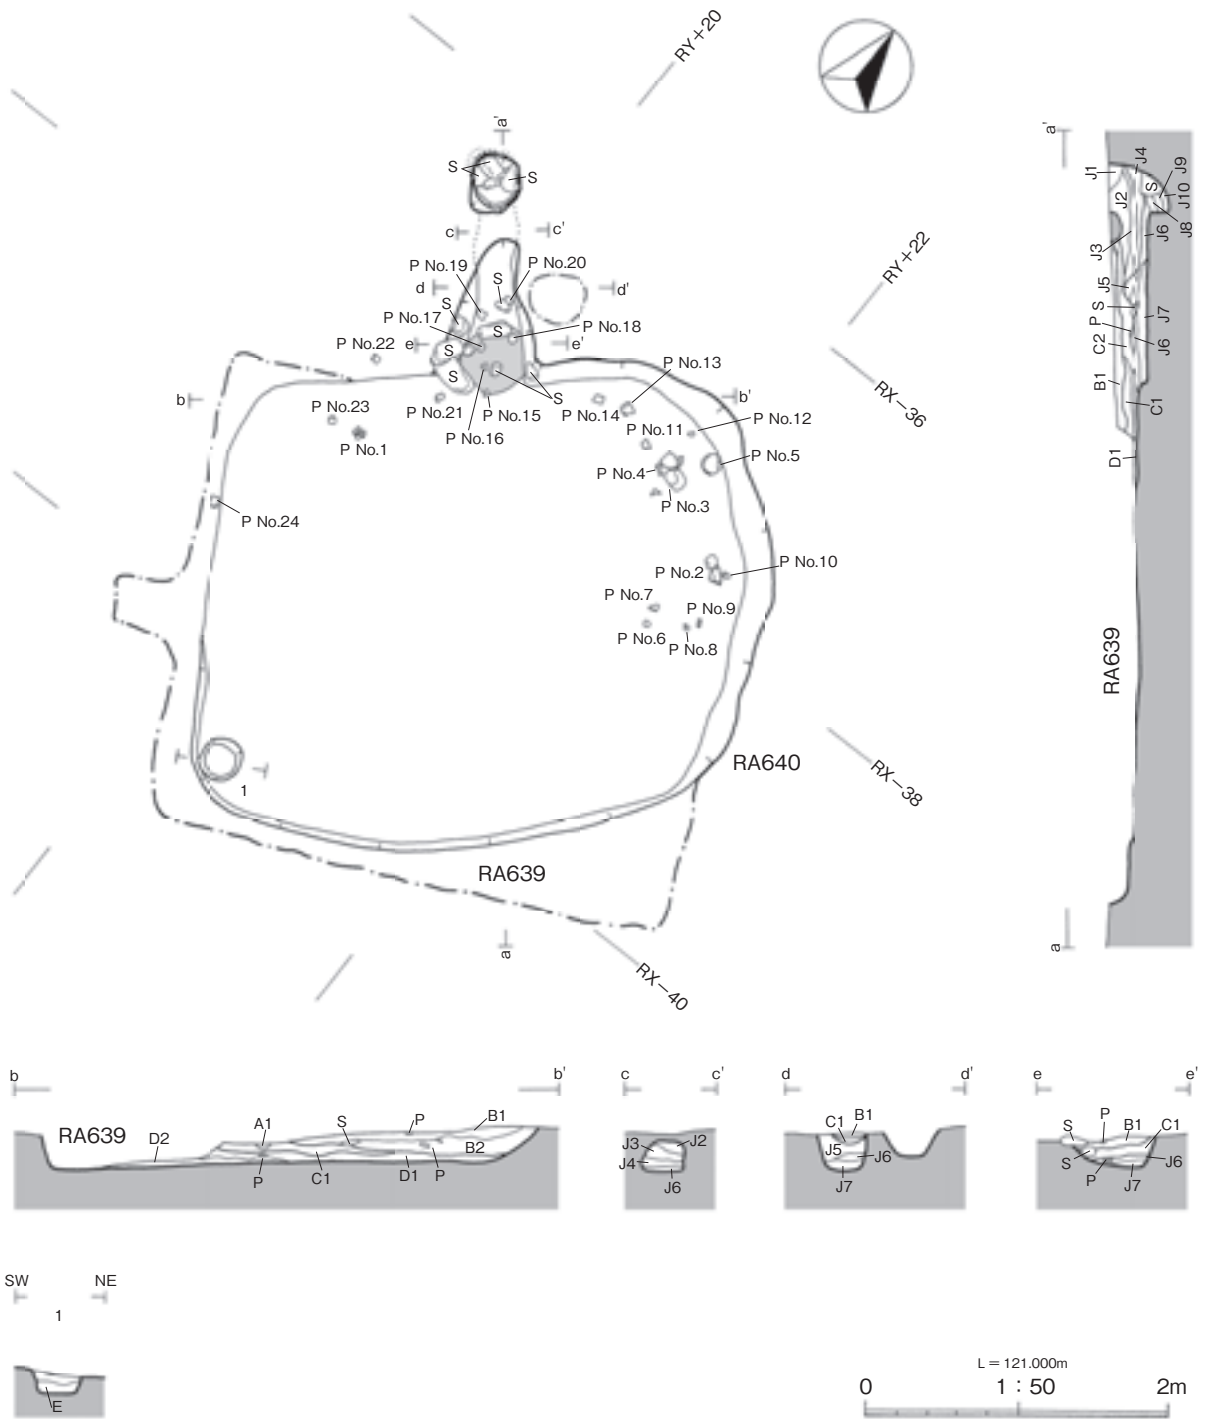 RY＋20
a'
S
S
c
c'
P No.19
P No.20
d
S
d'
S
P No.17
S
P No.18
e
e'
RY＋22
P No.22
S
P No.13
S
RX－36
b
b'
S
P No.23
P No.21
P No.15
P No.14
P No.12
P No.16
P No.11
P No.1
P No.5
P No.4
P No.3
P No.24
P No.10
P No.2
P No.7
P No.9
P No.6
P No.8
1
RA640
RX－38
RA639
a
RX－40
a'
J1
J4
J9
J2
S
J10
J8
J3
J6
J5
S
J7
P
C2
J6
B1
C1
D1
RA639
a
b
b'
RA639
D2
A1
S
P
B1
B2
P
C1
D1
P
c
c'
J3
J2
J4
J6
d
d'
C1
B1
J5
J6
J7
e
e'
S
P
B1
C1
S
J6
P
J7
SW
NE
1
E
L＝121.000m
0
1：50
2m